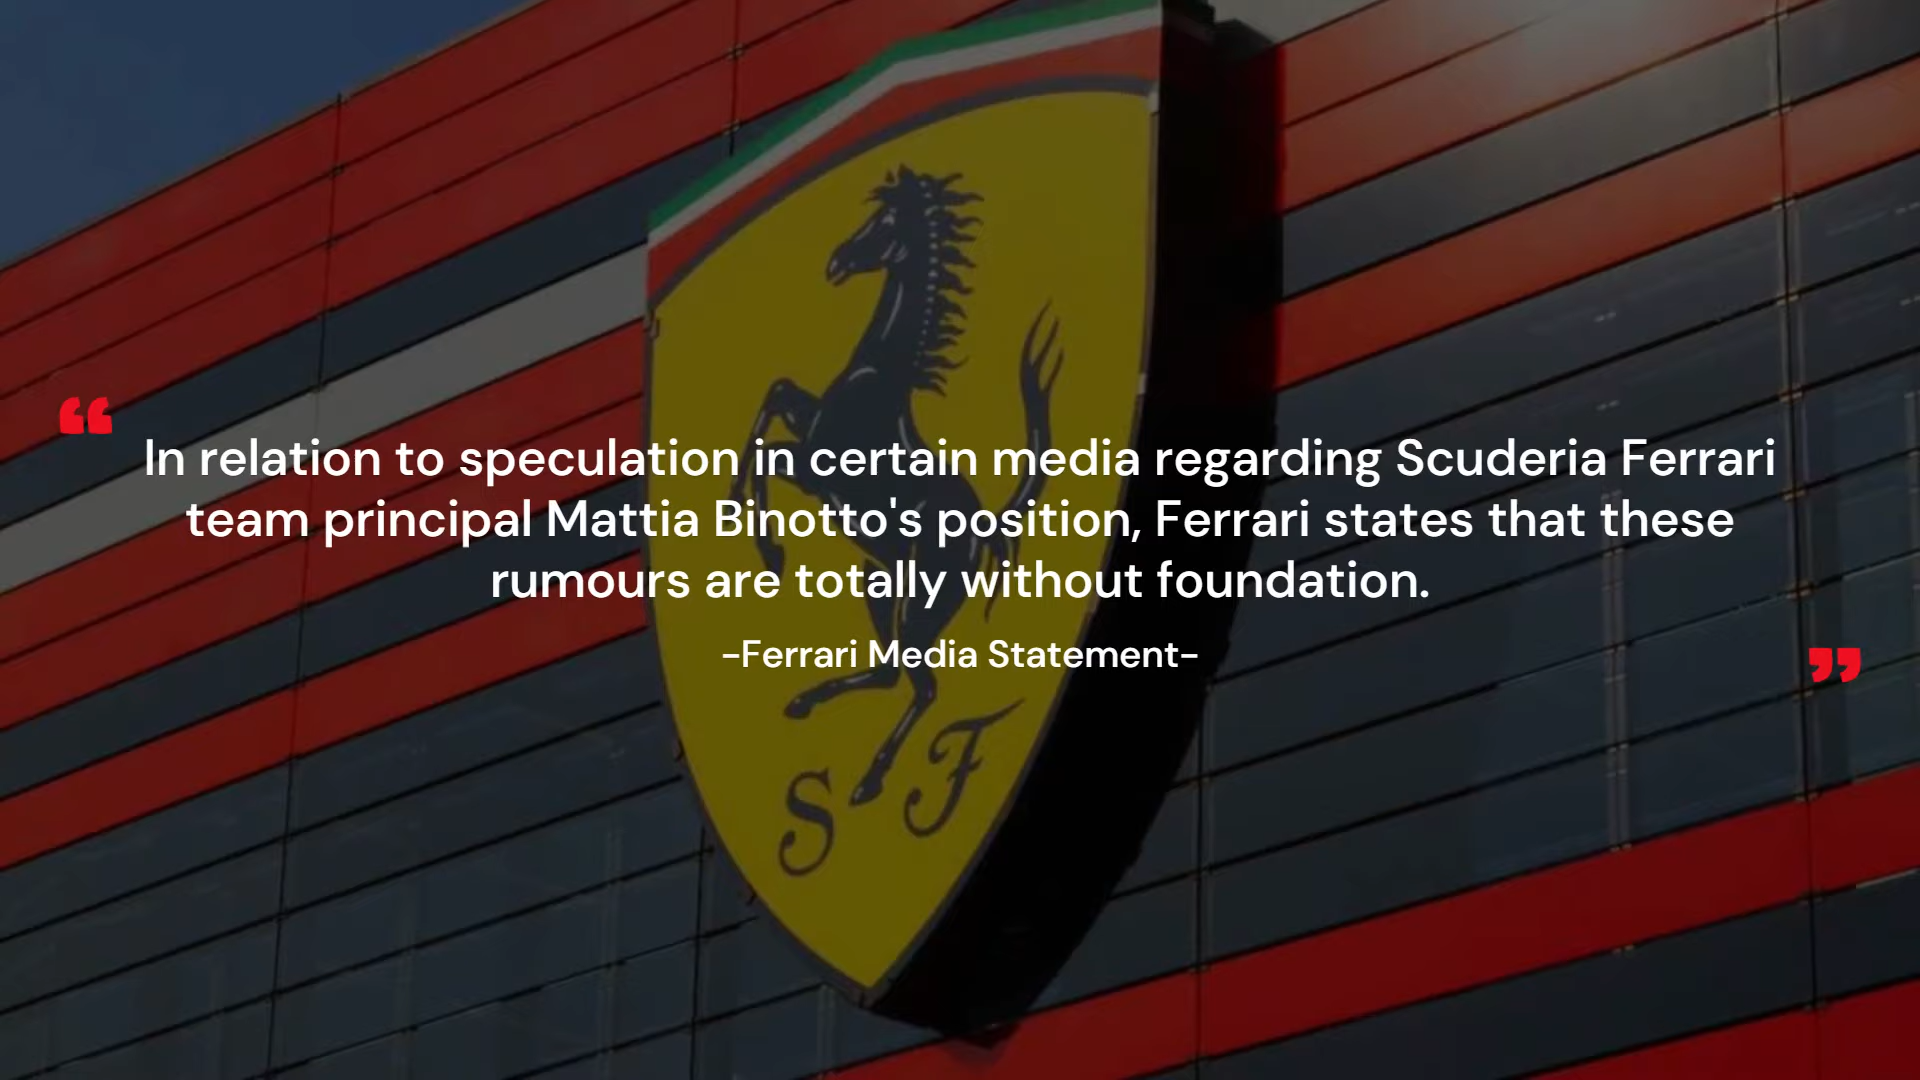 “
In relation to speculation in certain media regarding Scuderia Ferrari
team principal Mattia Binotto's position, Ferrari states that these
rumours are totally without foundation.
-Ferrari Media Statement-
”
S F